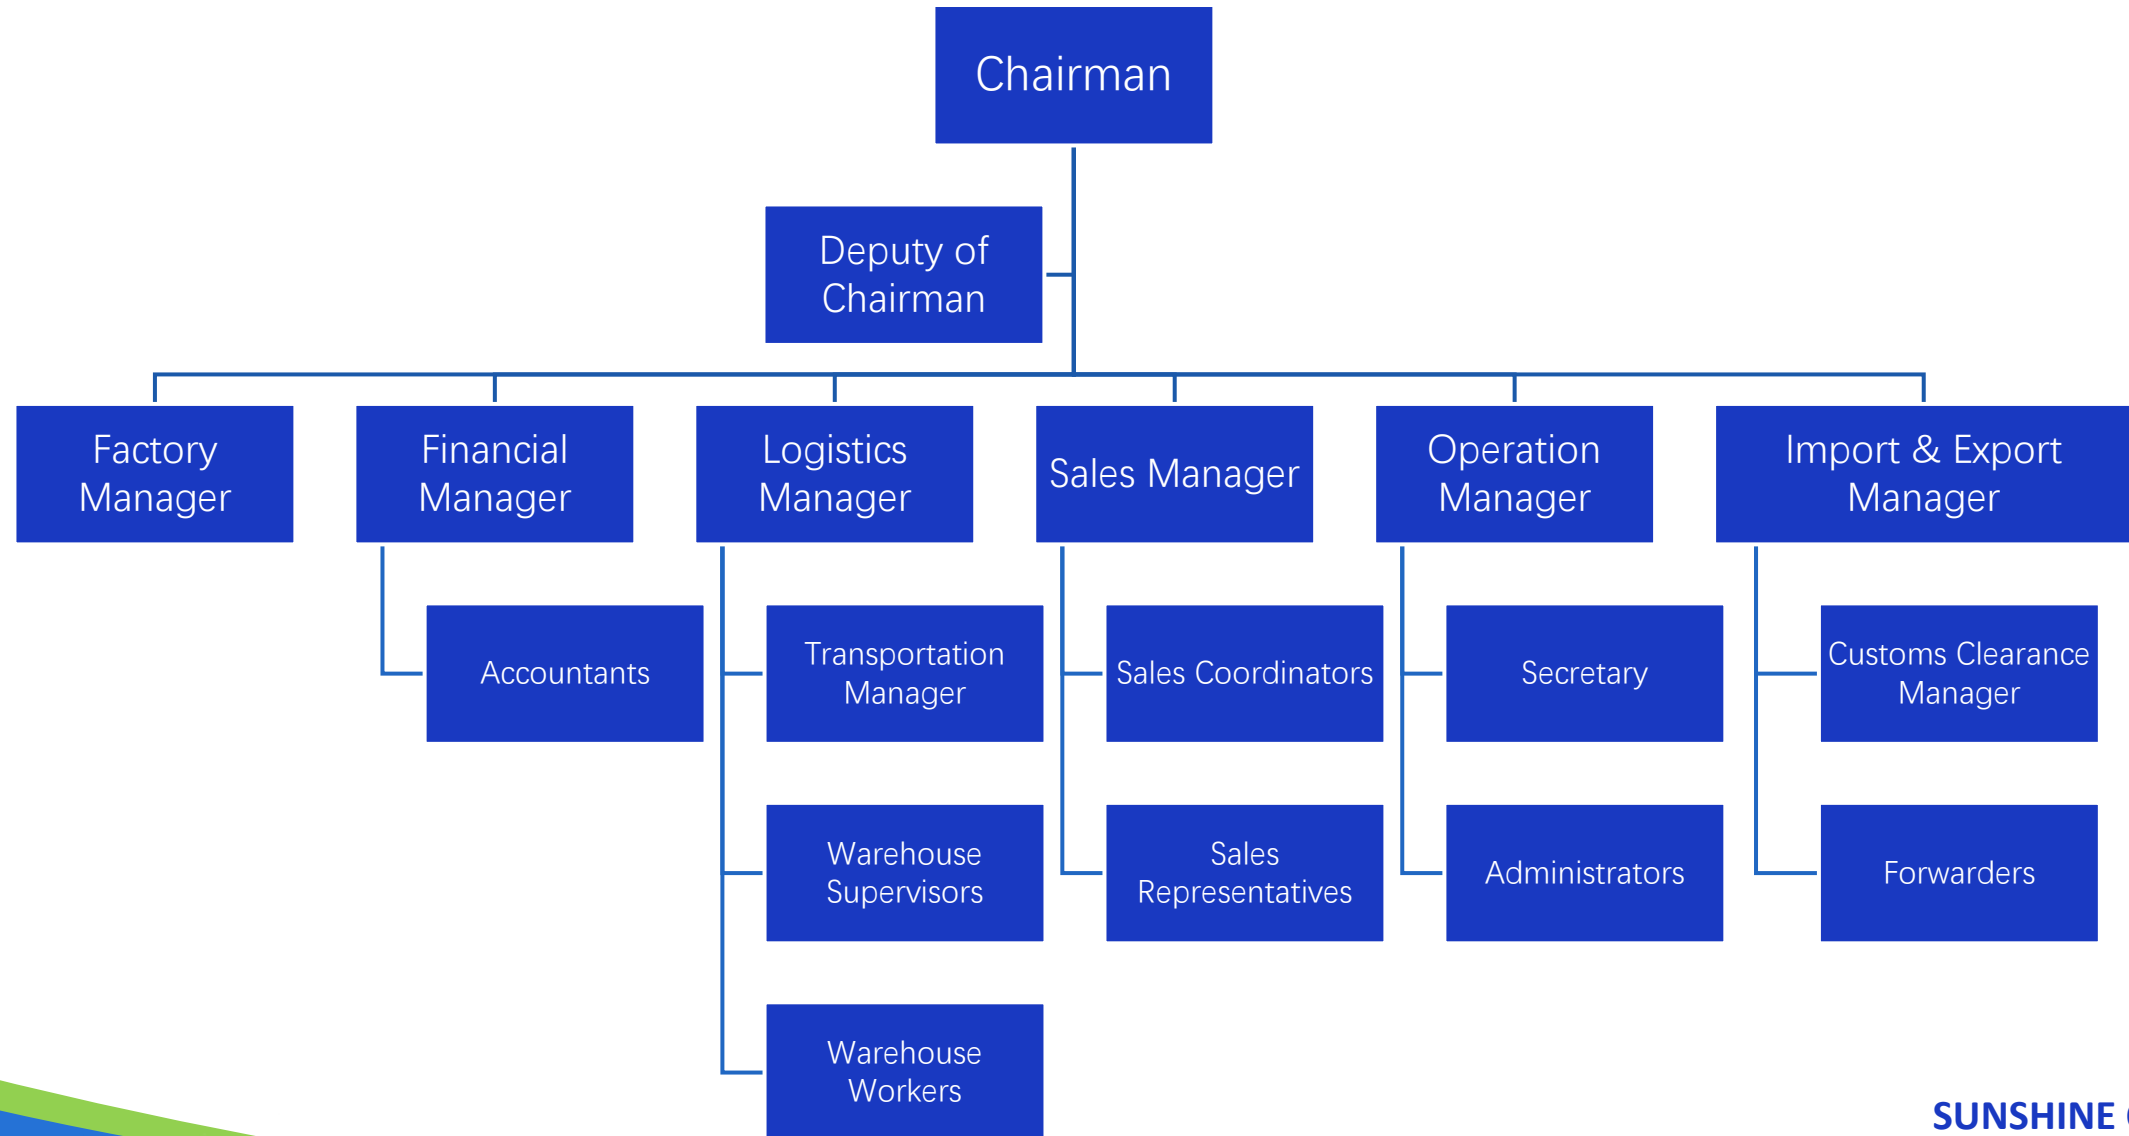 Chairman
Deputy of
Chairman
Factory
Manager
Financial
Manager
Logistics
Manager
Sales Manager
Operation
Manager
Import & Export
Manager
Accountants
Transportation
Manager
Sales Coordinators
Secretary
Customs Clearance
Manager
Warehouse
Supervisors
Sales
Representatives
Administrators
Forwarders
Warehouse
Workers
SUNSHINE